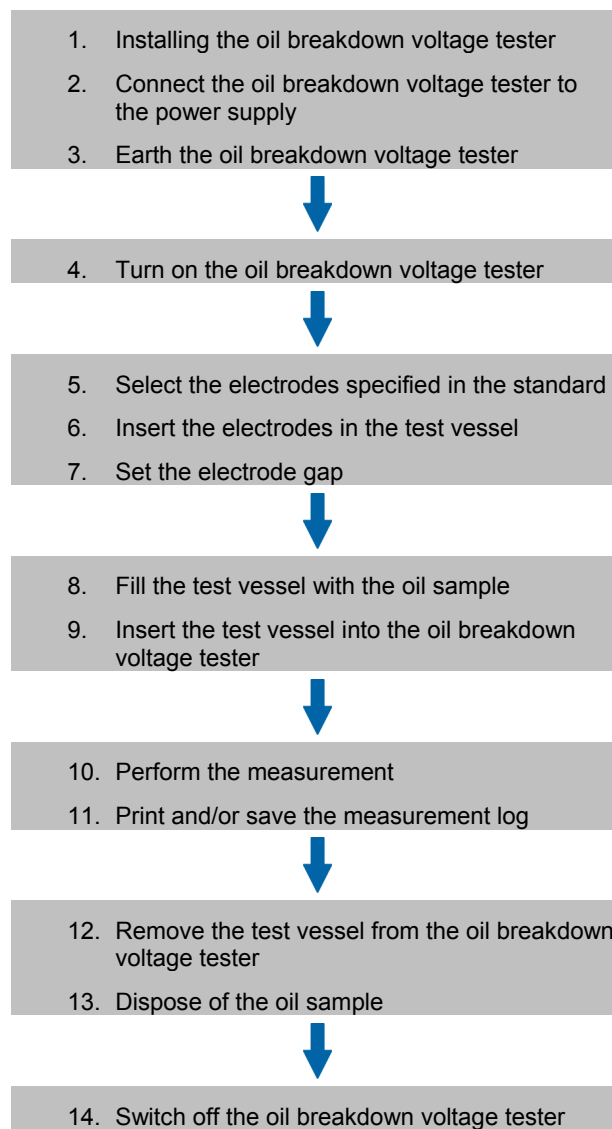 1. Installing the oil breakdown voltage tester
2. Connect the oil breakdown voltage tester to
the power supply
3. Earth the oil breakdown voltage tester
4. Turn on the oil breakdown voltage tester
5. Select the electrodes specified in the standard
6. Insert the electrodes in the test vessel
7. Set the electrode gap
8. Fill the test vessel with the oil sample
9. Insert the test vessel into the oil breakdown
voltage tester
10. Perform the measurement
11. Print and/or save the measurement log
12. Remove the test vessel from the oil breakdown
voltage tester
13. Dispose of the oil sample
14. Switch off the oil breakdown voltage tester